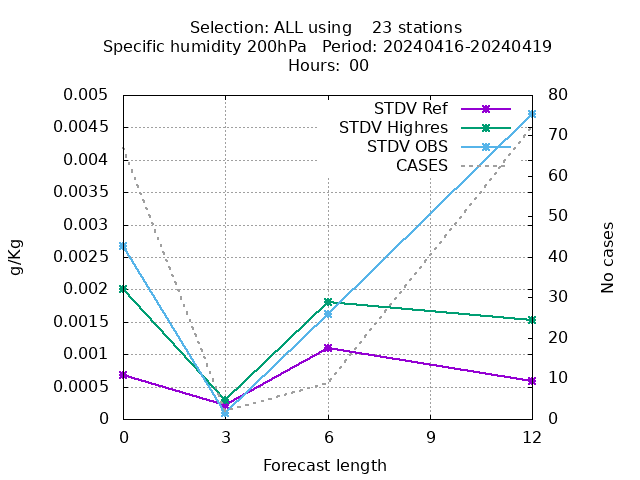 Selection: ALL using    23 stations
Specific humidity 200hPa   Period: 20240416-20240419
Hours:  00
0.005
0.0045
0.004
0.0035
0.003
0.0025
0.002
0.0015
0.001
0.0005
0
80
70
60
50
40
30
20
10
0
STDV Ref
STDV Highres
STDV OBS
CASES
g/Kg
No cases
0 3 6 9 12
Forecast length